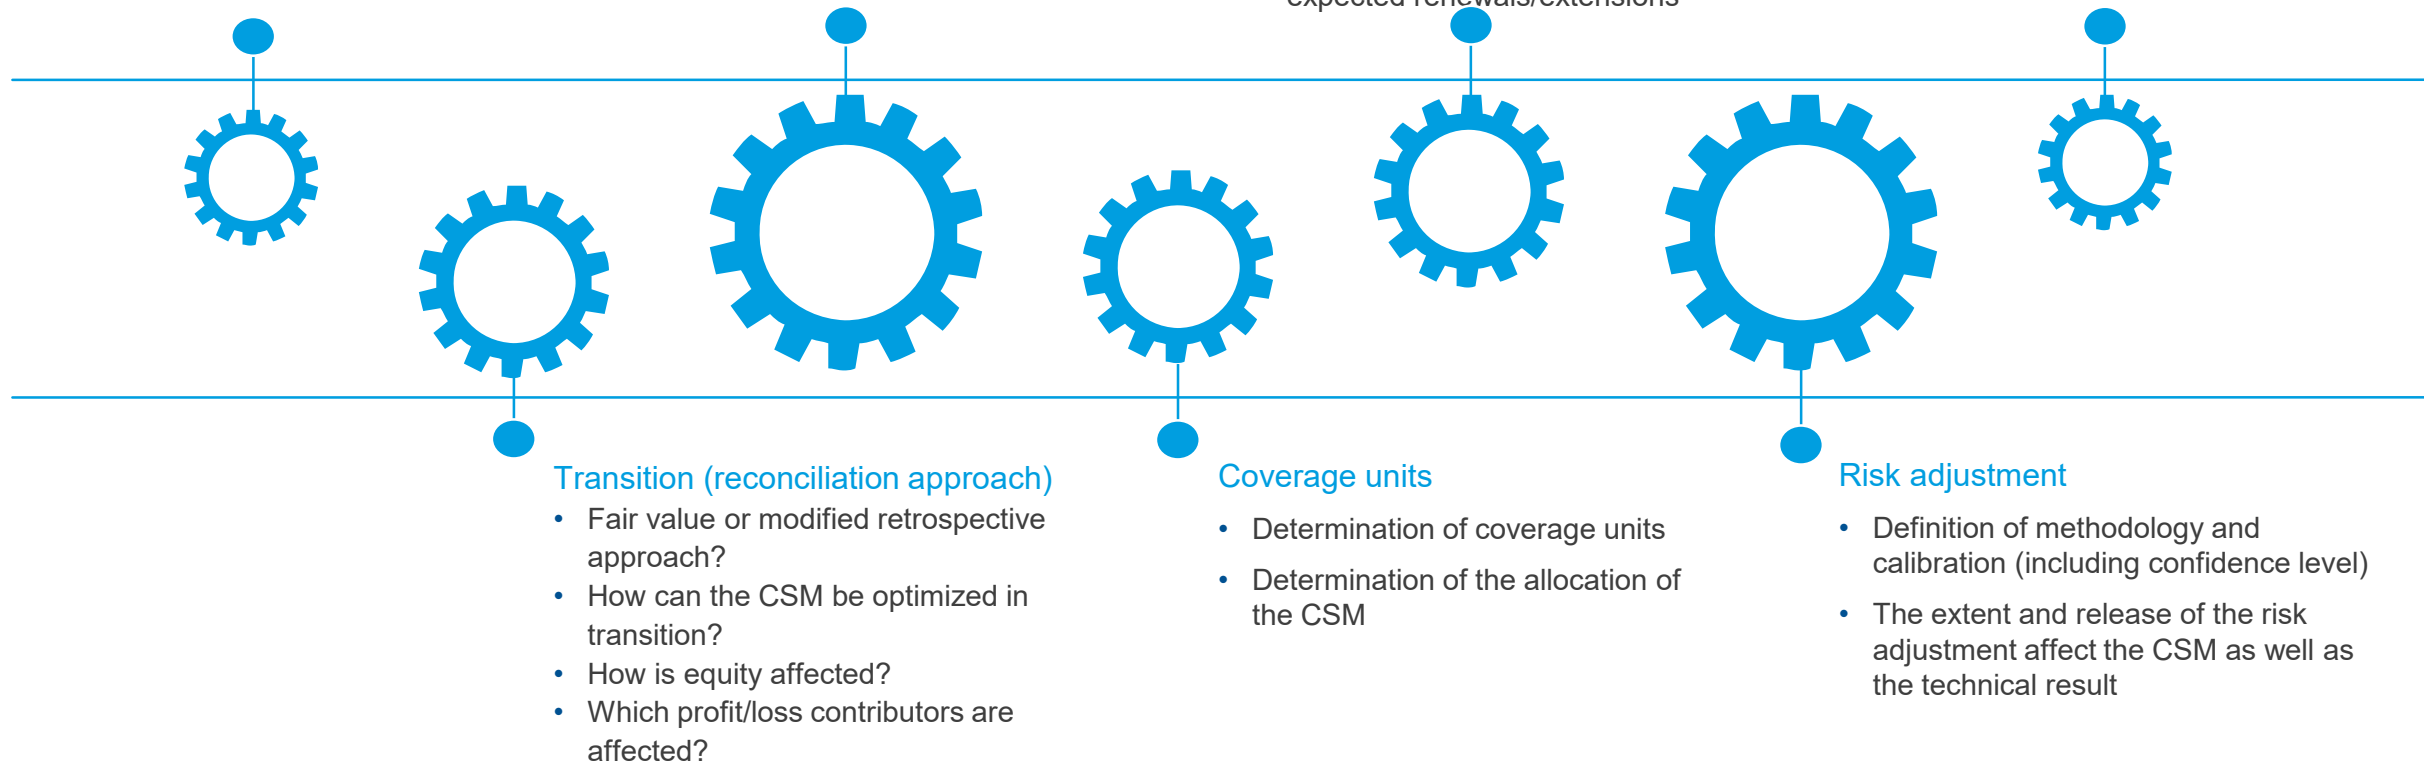 expected renewals/extensions
Transition (reconciliation approach)
• Fair value or modified retrospective
approach?
• How can the CSM be optimized in
transition?
• How is equity affected?
• Which profit/loss contributors are
affected?
Coverage units
• Determination of coverage units
• Determination of the allocation of
the CSM
Risk adjustment
• Definition of methodology and
calibration (including confidence level)
• The extent and release of the risk
adjustment affect the CSM as well as
the technical result